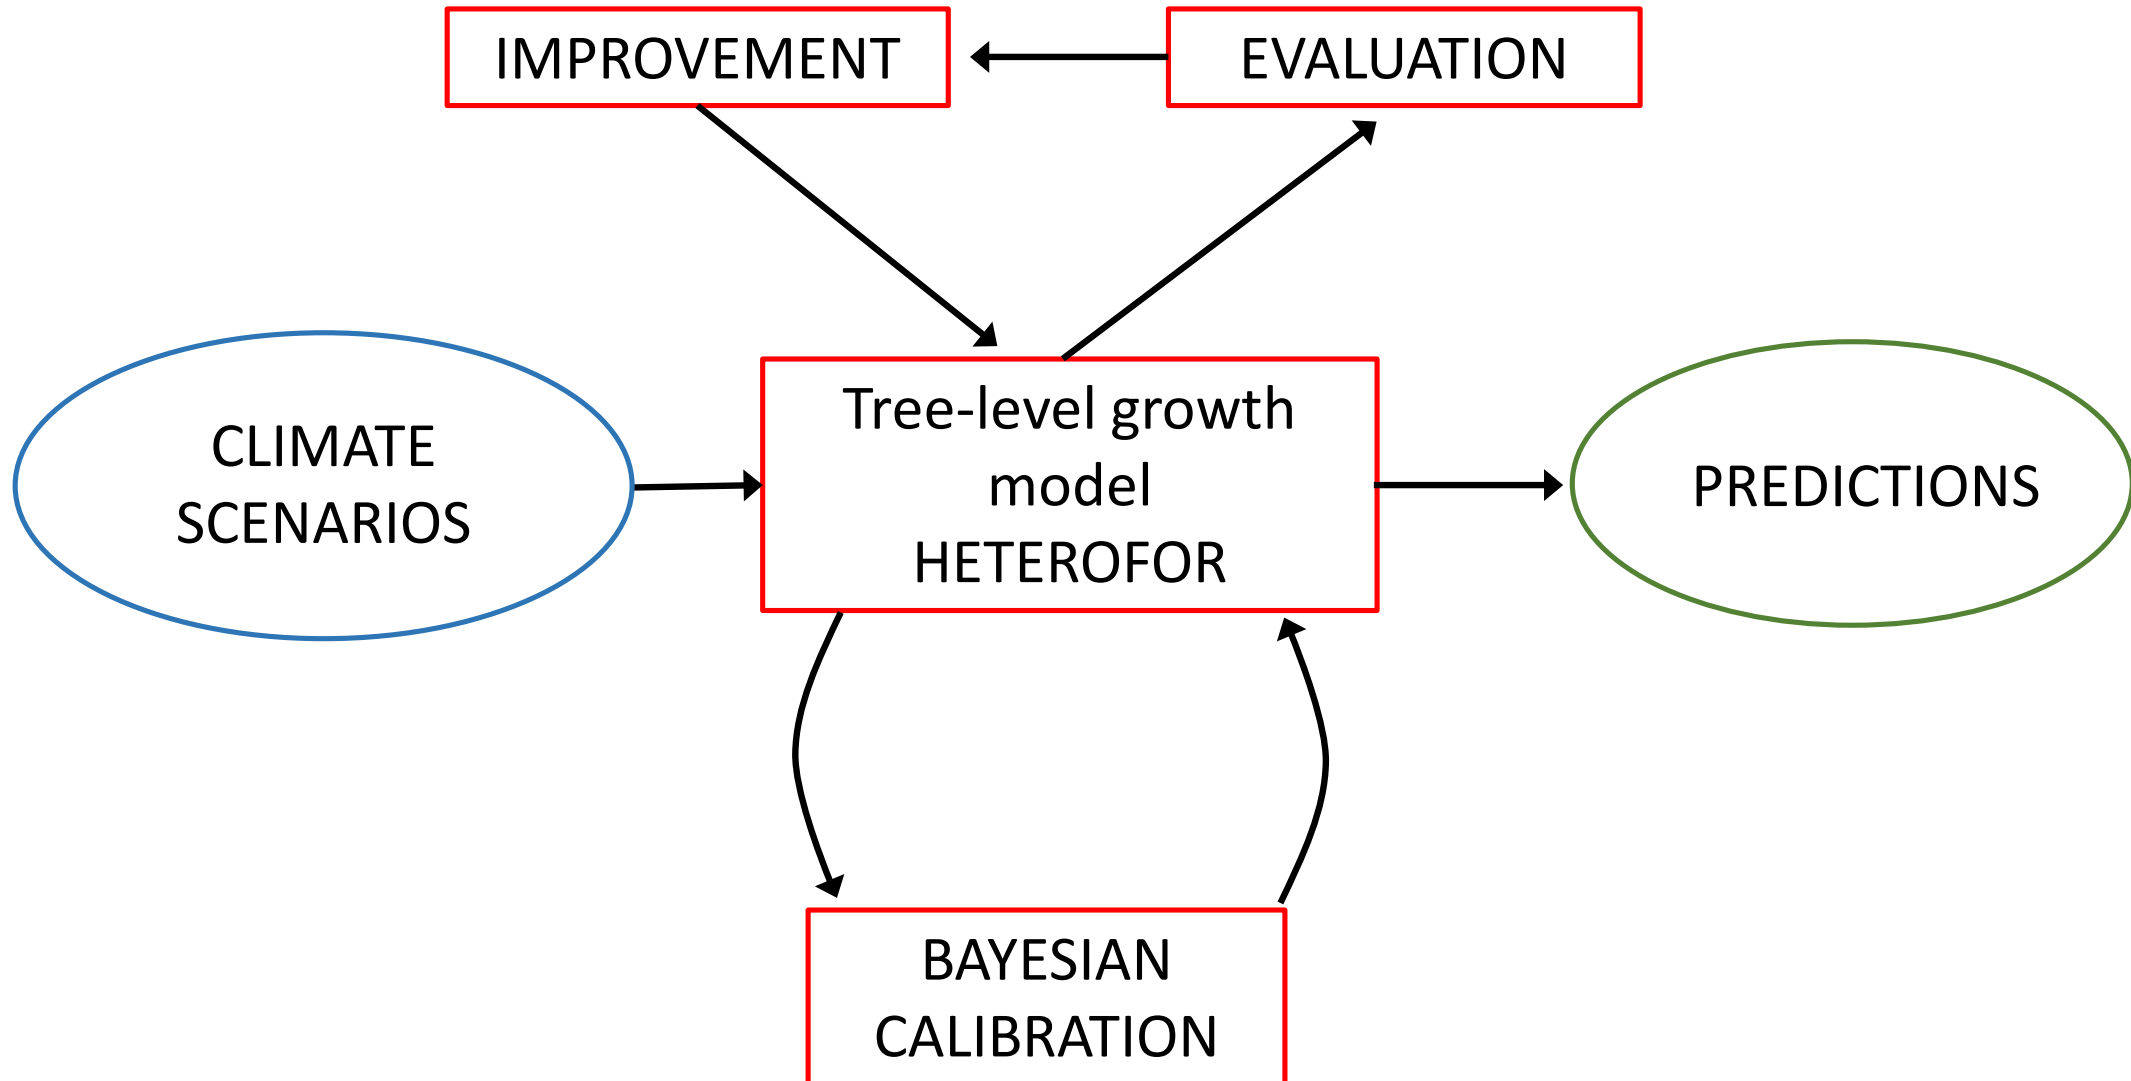 IMPROVEMENT
EVALUATION
CLIMATE
SCENARIOS
Tree-level growth
model
HETEROFOR
PREDICTIONS
BAYESIAN
CALIBRATION